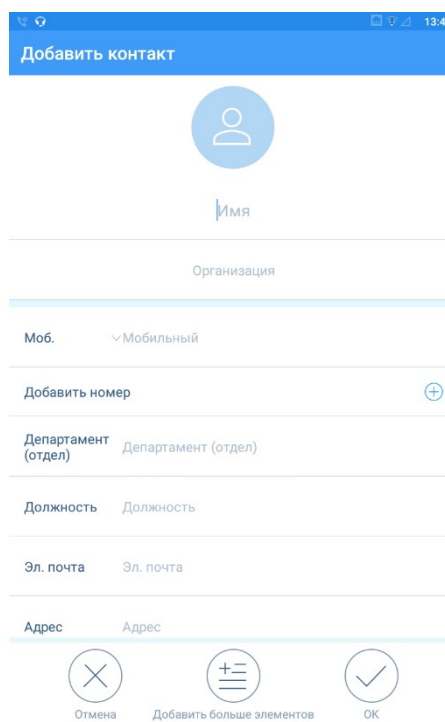 13:4
Добавить контакт
Имя
Организация
Моб. Мобильный
Добавить номер
Департамент (отдел) Департамент (отдел)
Должность Должность
Эл. почта Эл. почта
Адрес Адрес
Отмена Добавить больше элементов OK